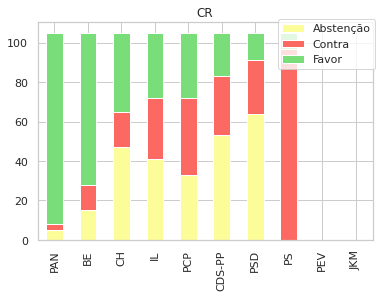 CR
Abstenção
Contra
Favor
100
80
60
40
20
0
PAN
BE
CH
IL
PCP
CDS-PP
PSD
PS
PEV
JKM